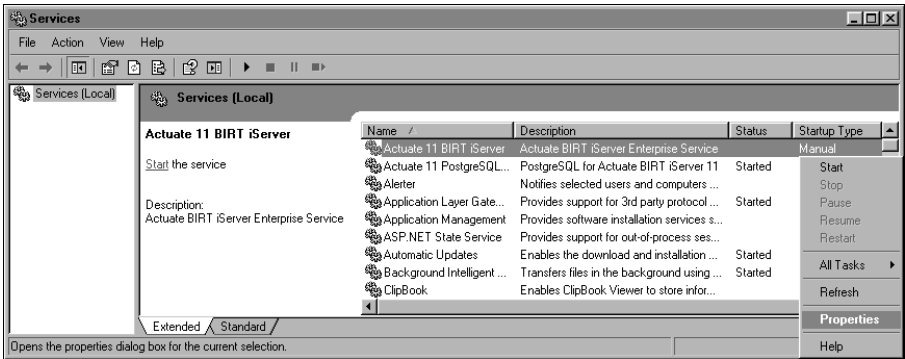 Services
File Action View Help
Services (Local)
Services (Local)
Actuate 11 BIRT iServer
Start the service
Description:
Actuate BIRT iServer Enterprise Service
Name Description Status Startup Type
Actuate 11 BIRT iServer Actuate BIRT iServer Enterprise Service Manual
Actuate 11 PostgreSQL... PostgreSQL for Actuate BIRT iServer 11 Started
Alerter Notifies selected users and computers ...
Application Layer Gate... Provides support for 3rd party protocol ... Started
Application Management Provides software installation services s...
ASP.NET State Service Provides support for out-of-process ses...
Automatic Updates Enables the download and installation ... Started
Background Intelligent ... Transfers files in the background using ... Started
ClipBook Enables ClipBook Viewer to store infor...
Start
Stop
Pause
Resume
Restart
All Tasks
Refresh
Properties
Help
Extended Standard
Opens the properties dialog box for the current selection.